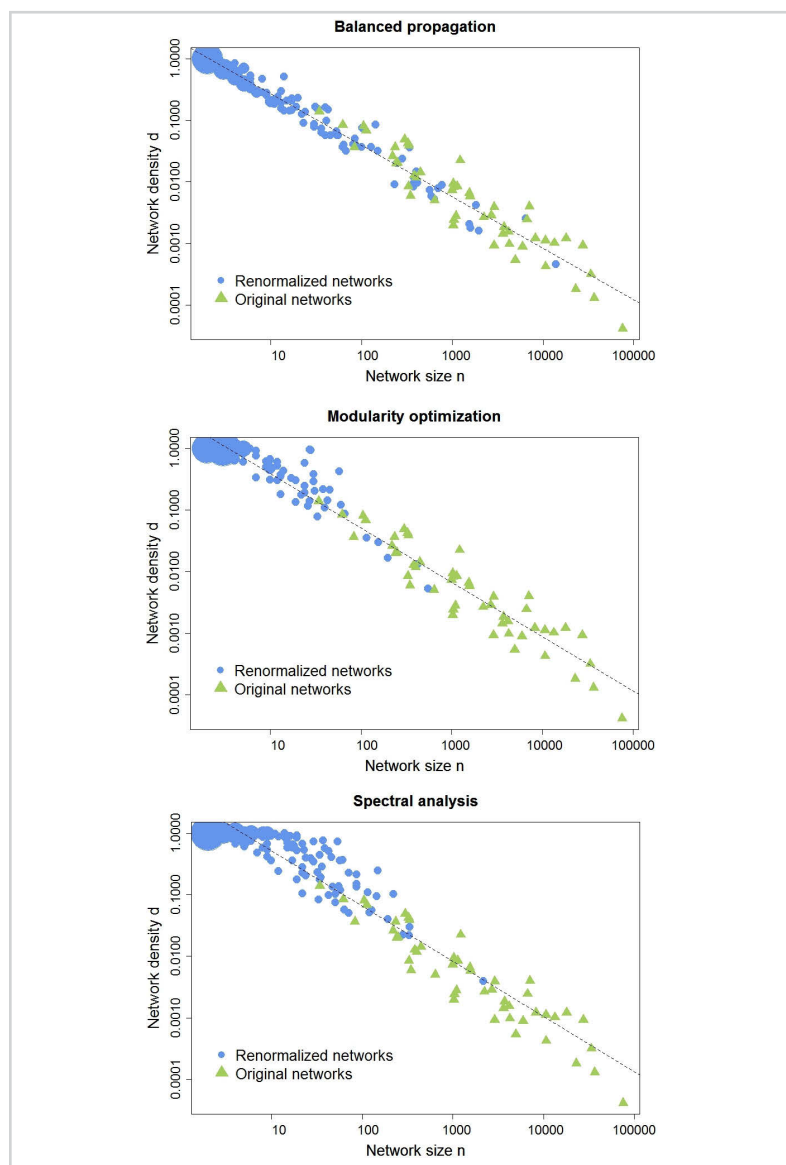 Balanced propagation
Network density d
1.0000
0.1000
0.0100
0.0010
0.0001
Renormalized networks
Original networks
10 100 1000 10000 100000
Network size n
Modularity optimization
Network density d
1.0000
0.1000
0.0100
0.0010
0.0001
Renormalized networks
Original networks
10 100 1000 10000 100000
Network size n
Spectral analysis
Network density d
1.0000
0.1000
0.0100
0.0010
0.0001
Renormalized networks
Original networks
10 100 1000 10000 100000
Network size n